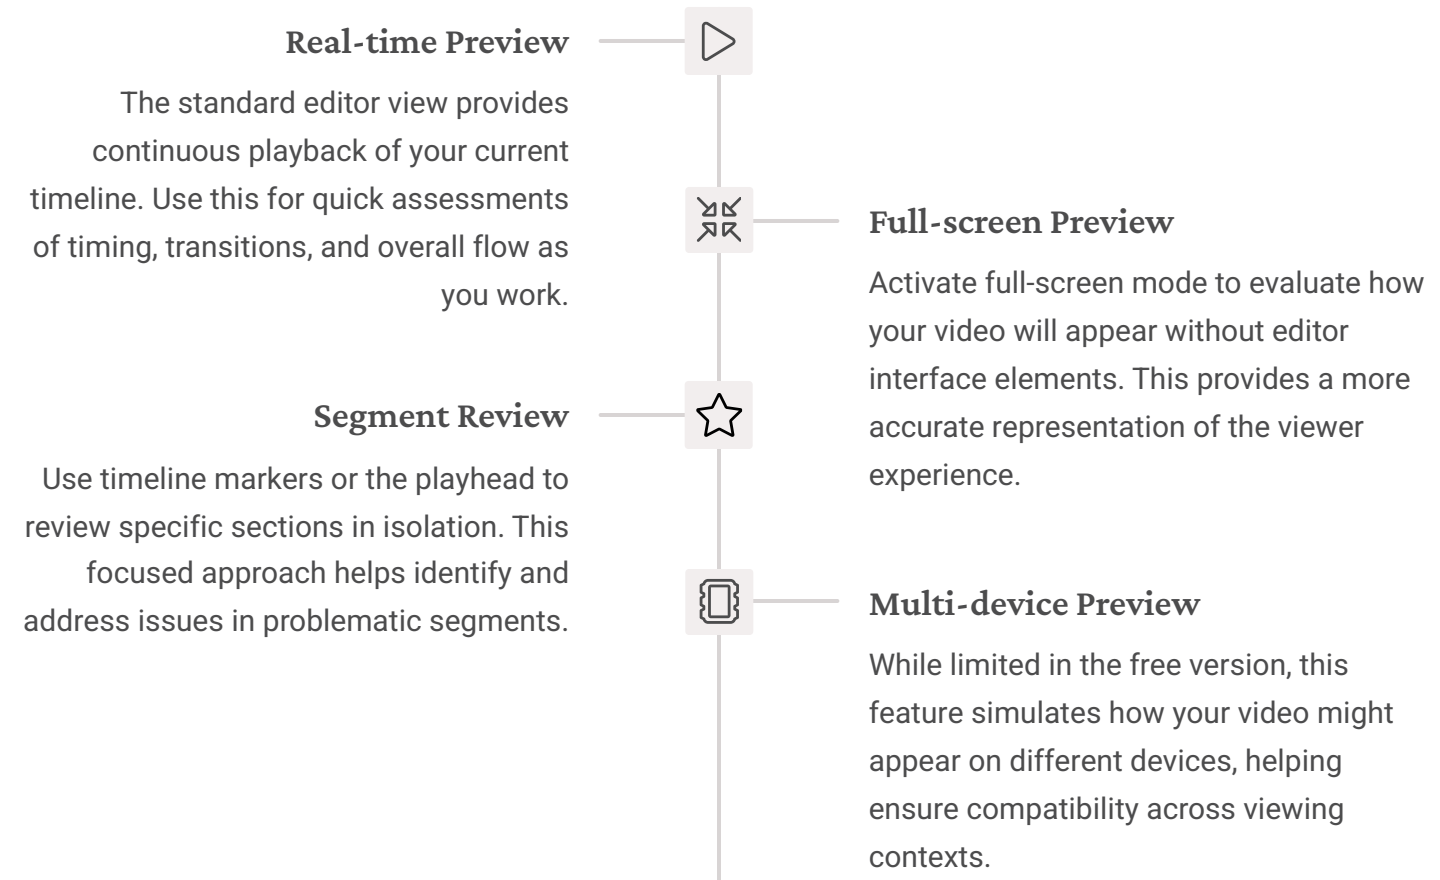 Real-time Preview
The standard editor view provides
continuous playback of your current
timeline. Use this for quick assessments
of timing, transitions, and overall flow as
you work.
Full-screen Preview
Activate full-screen mode to evaluate how
your video will appear without editor
interface elements. This provides a more
accurate representation of the viewer
experience.
Segment Review
Use timeline markers or the playhead to
review specific sections in isolation. This
focused approach helps identify and
address issues in problematic segments.
Multi-device Preview
While limited in the free version, this
feature simulates how your video might
appear on different devices, helping
ensure compatibility across viewing
contexts.